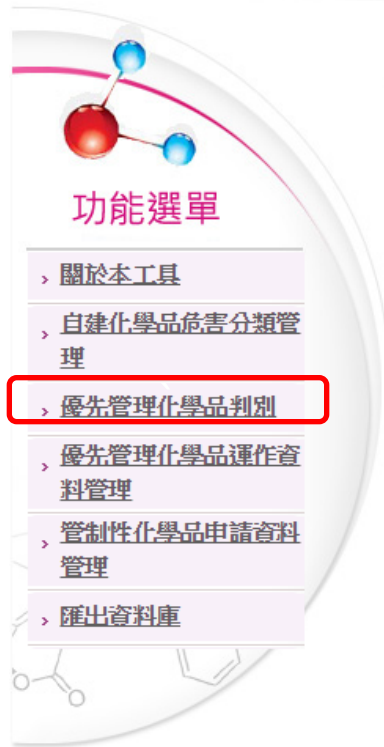 功能選單
› 關於本工具
› 自建化學品危害分類管
理
› 優先管理化學品判別
› 優先管理化學品運作資
料管理
› 管制性化學品申請資料
管理
› 匯出資料庫